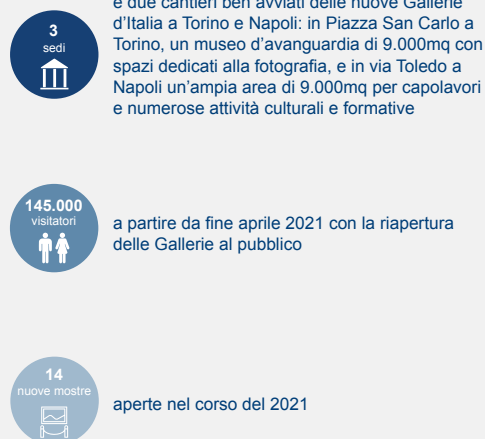 3
sedi
e due cantieri ben avviati delle nuove Gallerie
d’Italia a Torino e Napoli: in Piazza San Carlo a
Torino, un museo d’avanguardia di 9.000mq con
spazi dedicati alla fotografia, e in via Toledo a
Napoli un’ampia area di 9.000mq per capolavori
e numerose attività culturali e formative
145.000
visitatori
a partire da fine aprile 2021 con la riapertura
delle Gallerie al pubblico
14
nuove mostre
aperte nel corso del 2021